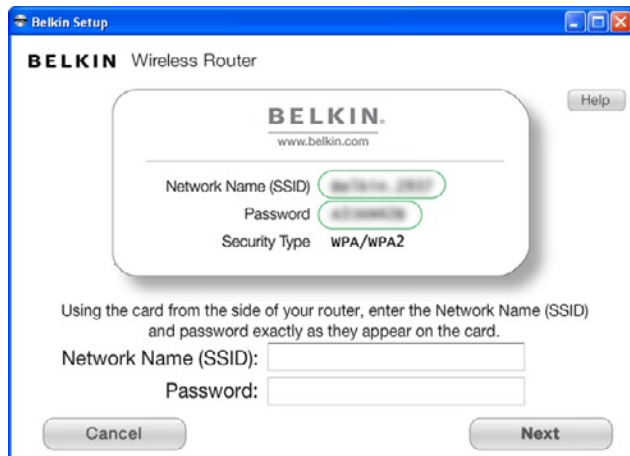 Belkin Setup
BELKIN Wireless Router
Help
BELKIN.
www.belkin.com
Network Name (SSID)
Password
Security Type WPA/WPA2
Using the card from the side of your router, enter the Network Name (SSID)
and password exactly as they appear on the card.
Network Name (SSID):
Password:
Cancel
Next